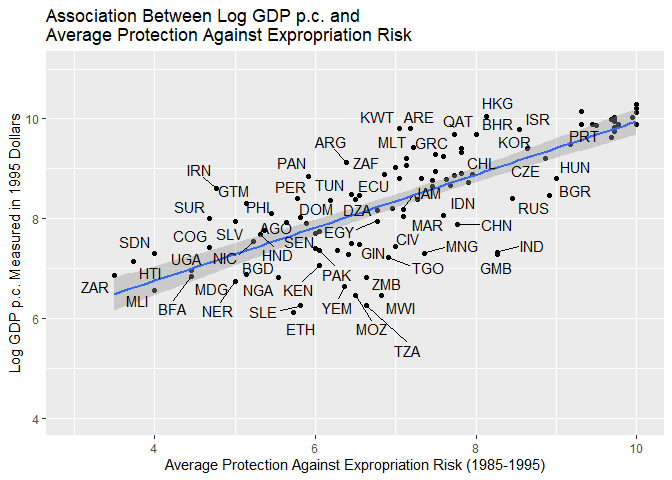 Association Between Log GDP p.c. and
Average Protection Against Expropriation Risk
HKG
KWT ARE
QAT BHR ISR
ARG MLT GRC KOR PRT
PAN ZAF CHL CZE HUN
IRN
GTM PER TUN ECU BGR
SUR PHI DOM DZA JAM IDN RUS
SDN COG SLV AGO EGY MAR CHN
UGA NIC HND SEN GIN CIV MNG IND
HTI BGD TGO GMB
ZAR MDG NGA KEN PAK ZMB
MLI BFA NER SLE YEM MWI
ETH MOZ
TZA
10
8
6
4
4 6 8 10
Log GDP p.c. Measured in 1995 Dollars
Average Protection Against Expropriation Risk (1985-1995)